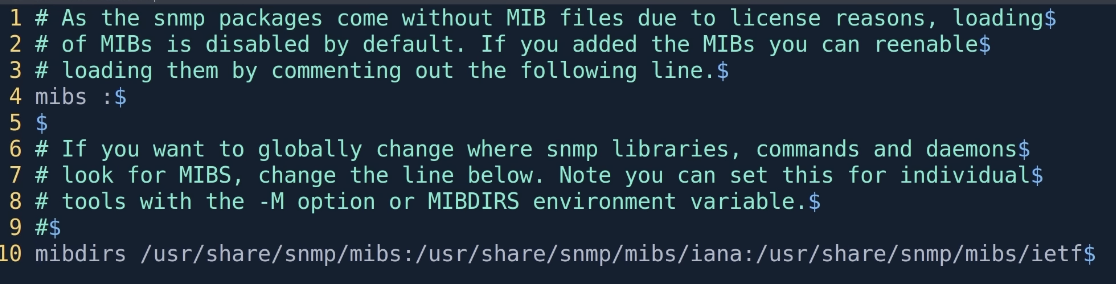 1 # As the snmp packages come without MIB files due to license reasons, loading$
2 # of MIBs is disabled by default. If you added the MIBs you can reenable$
3 # loading them by commenting out the following line.$
4 mibs :$
5 $
6 # If you want to globally change where snmp libraries, commands and daemons$
7 # look for MIBS, change the line below. Note you can set this for individual$
8 # tools with the -M option or MIBDIRS environment variable.$
9 #$
10 mibdirs /usr/share/snmp/mibs:/usr/share/snmp/mibs/iana:/usr/share/snmp/mibs/ietf$